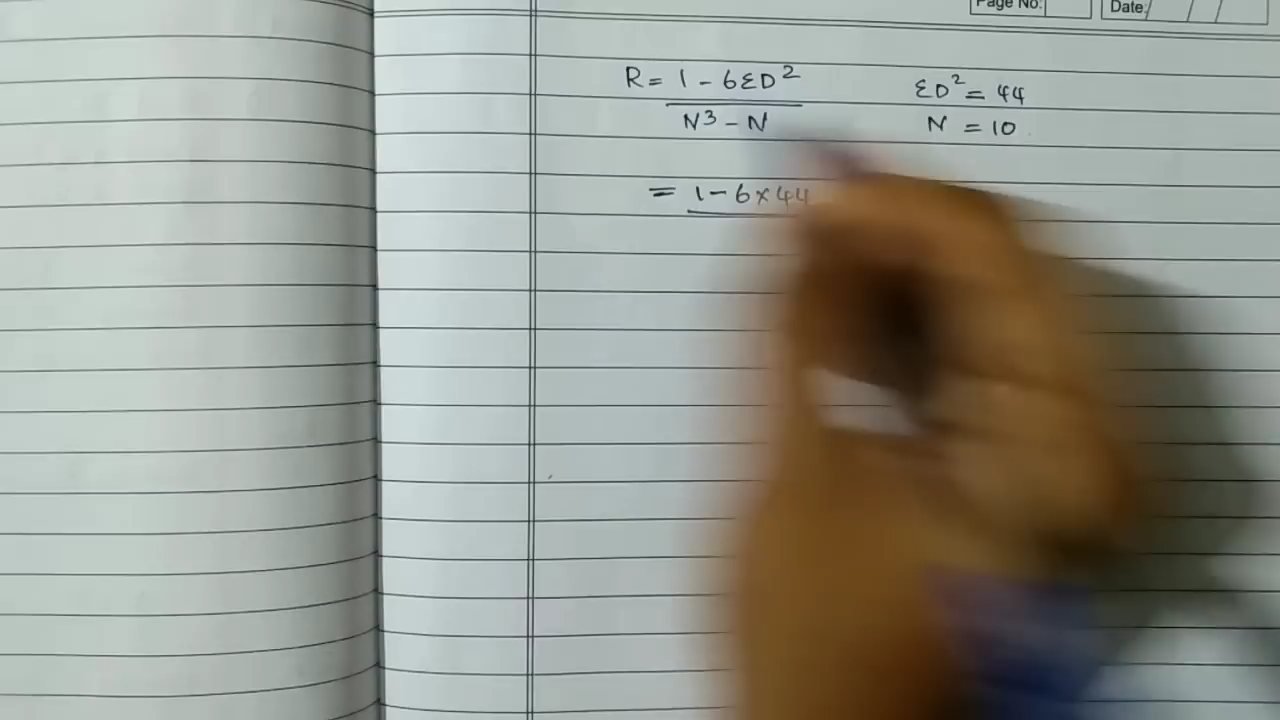 Page No: Date: / / /
R = 1 - 6ΣD² ΣD² = 44
N³ - N N = 10
= 1 - 6 × 44